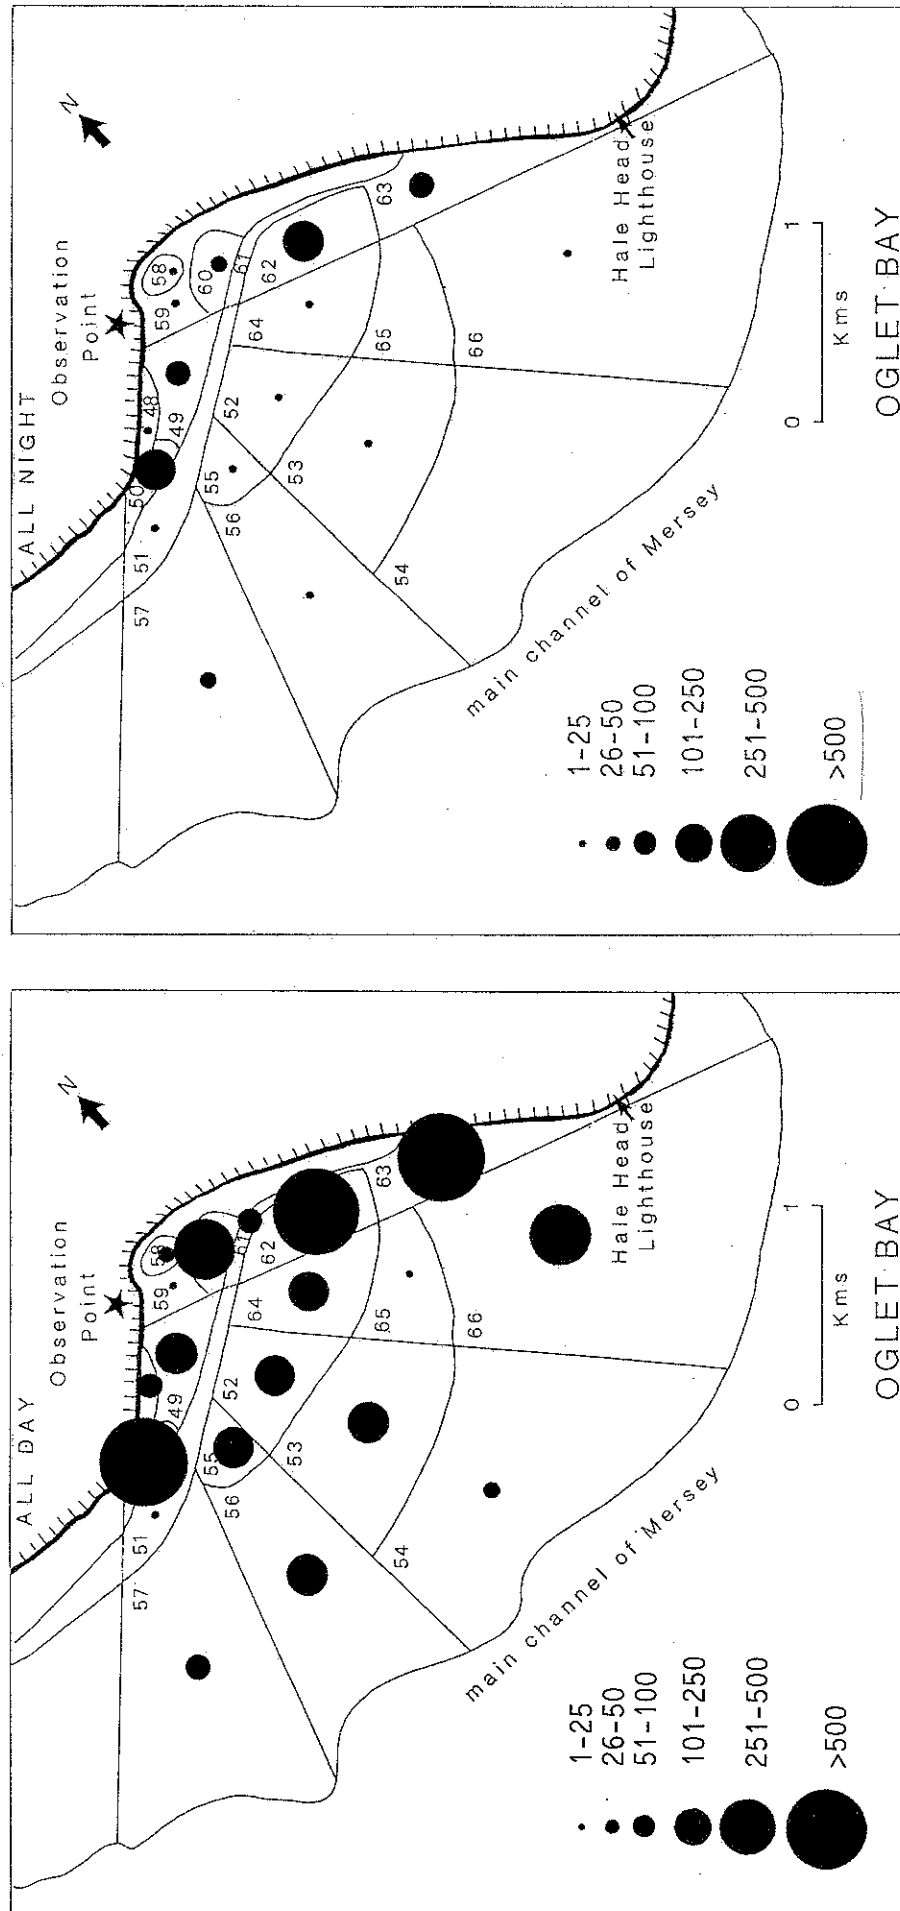 ALL NIGHT
N
Observation
Point
48
49
50
51
57
58
59
60
61
62
63
64
52
55
56
53
65
66
54
main channel of Mersey
Hale Head
Lighthouse
0 1
Kms
OGLET BAY
1-25
26-50
51-100
101-250
251-500
>500
ALL DAY
N
Observation
Point
49
51
57
58
59
61
62
63
64
52
55
56
53
65
66
54
main channel of Mersey
Hale Head
Lighthouse
0 1
Kms
OGLET BAY
1-25
26-50
51-100
101-250
251-500
>500